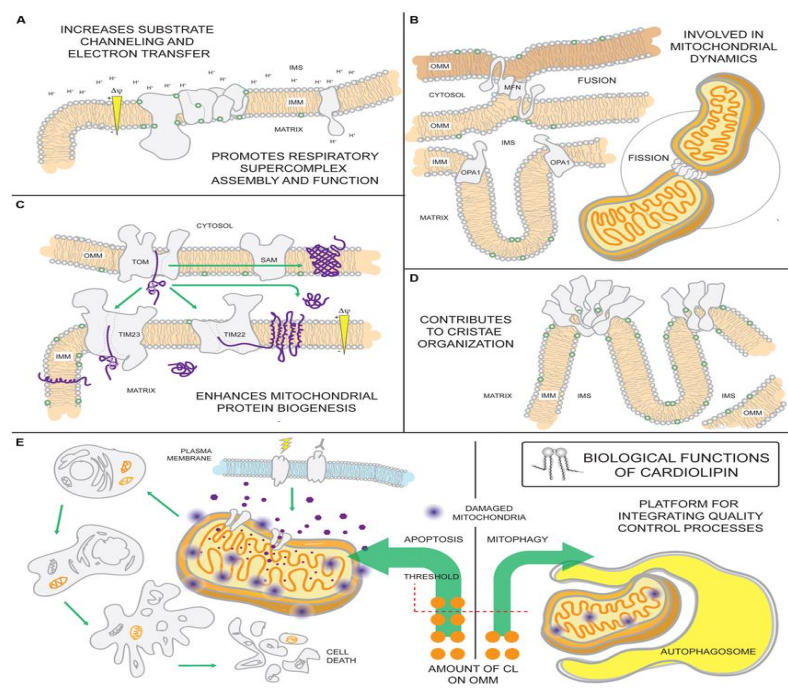 A
INCREASES SUBSTRATE
CHANNELING AND
ELECTRON TRANSFER
IMS
H⁺ H⁺ H⁺ H⁺ H⁺ H⁺ H⁺ H⁺ H⁺ H⁺ H⁺ H⁺ H⁺ H⁺
Δψ
+
-
IMM
MATRIX
H⁺
H⁺
PROMOTES RESPIRATORY
SUPERCOMPLEX
ASSEMBLY AND FUNCTION
B
INVOLVED IN
MITOCHONDRIAL
DYNAMICS
OMM
FUSION
CYTOSOL
MFN
OMM
IMS
IMM
OPA1
OPA1
FISSION
MATRIX
C
CYTOSOL
OMM
TOM
SAM
TIM23
TIM22
Δψ
+
-
IMM
MATRIX
ENHANCES MITOCHONDRIAL
PROTEIN BIOGENESIS
D
CONTRIBUTES
TO CRISTAE
ORGANIZATION
MATRIX
IMM
IMS
IMS
OMM
E
PLASMA
MEMBRANE
BIOLOGICAL FUNCTIONS
OF CARDIOLIPIN
DAMAGED
MITOCHONDRIA
PLATFORM FOR
INTEGRATING QUALITY
CONTROL PROCESSES
APOPTOSIS
MITOPHAGY
THRESHOLD
CELL
DEATH
AMOUNT OF CL
ON OMM
AUTOPHAGOSOME